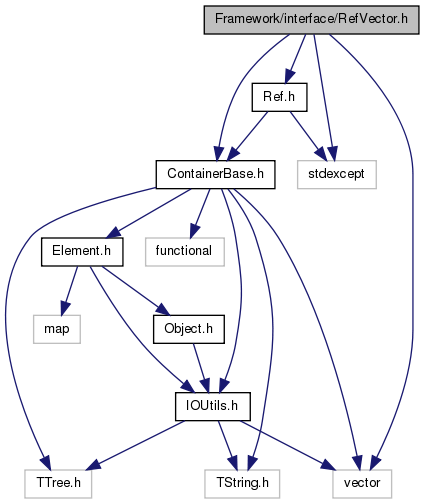 Framework/interface/RefVector.h
Ref.h
ContainerBase.h
stdexcept
Element.h
functional
map
Object.h
IOUtils.h
TTree.h
TString.h
vector